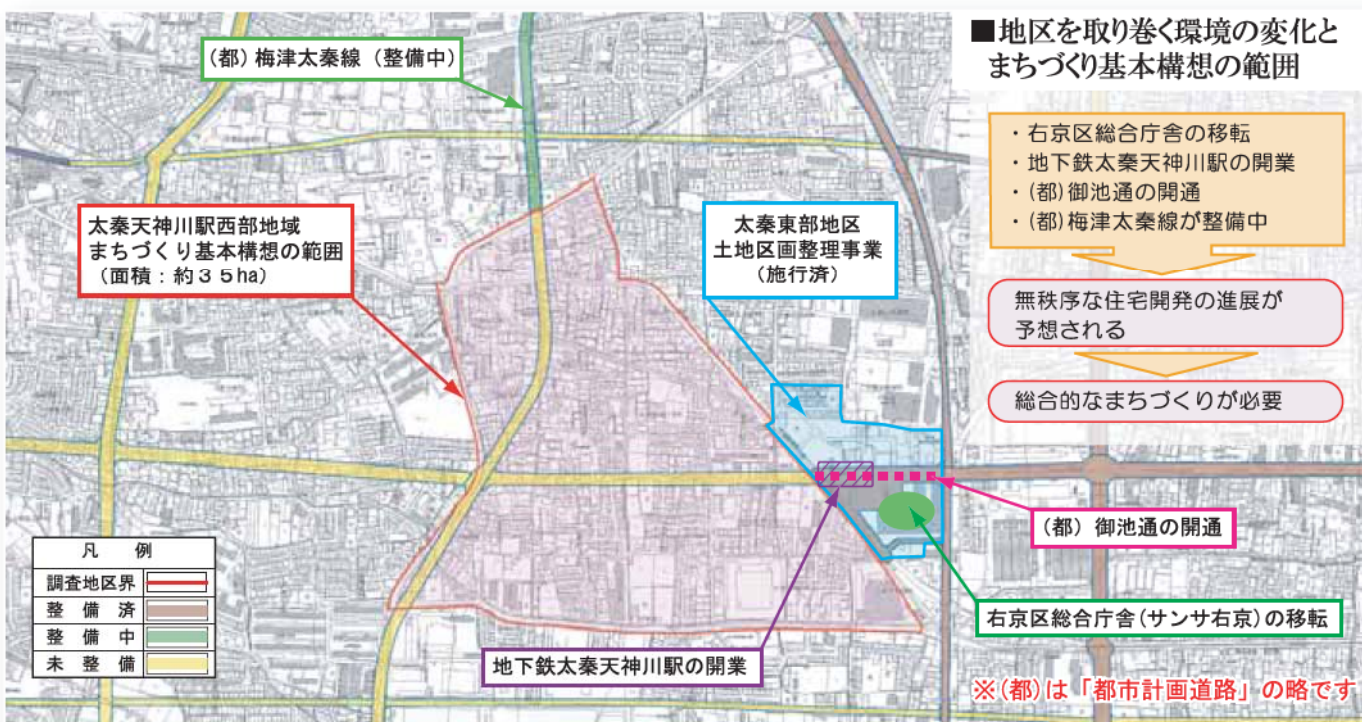 ■地区を取り巻く環境の変化と
まちづくり基本構想の範囲
・右京区総合庁舎の移転
・地下鉄太秦天神川駅の開業
・(都)御池通の開通
・(都)梅津太秦線が整備中
無秩序な住宅開発の進展が
予想される
総合的なまちづくりが必要
(都)梅津太秦線(整備中)
太秦天神川駅西部地域
まちづくり基本構想の範囲
(面積:約35ha)
太秦東部地区
土地区画整理事業
(施行済)
(都)御池通の開通
右京区総合庁舎(サンサ右京)の移転
地下鉄太秦天神川駅の開業
凡例
調査地区界
整備済
整備中
未整備
※(都)は「都市計画道路」の略です